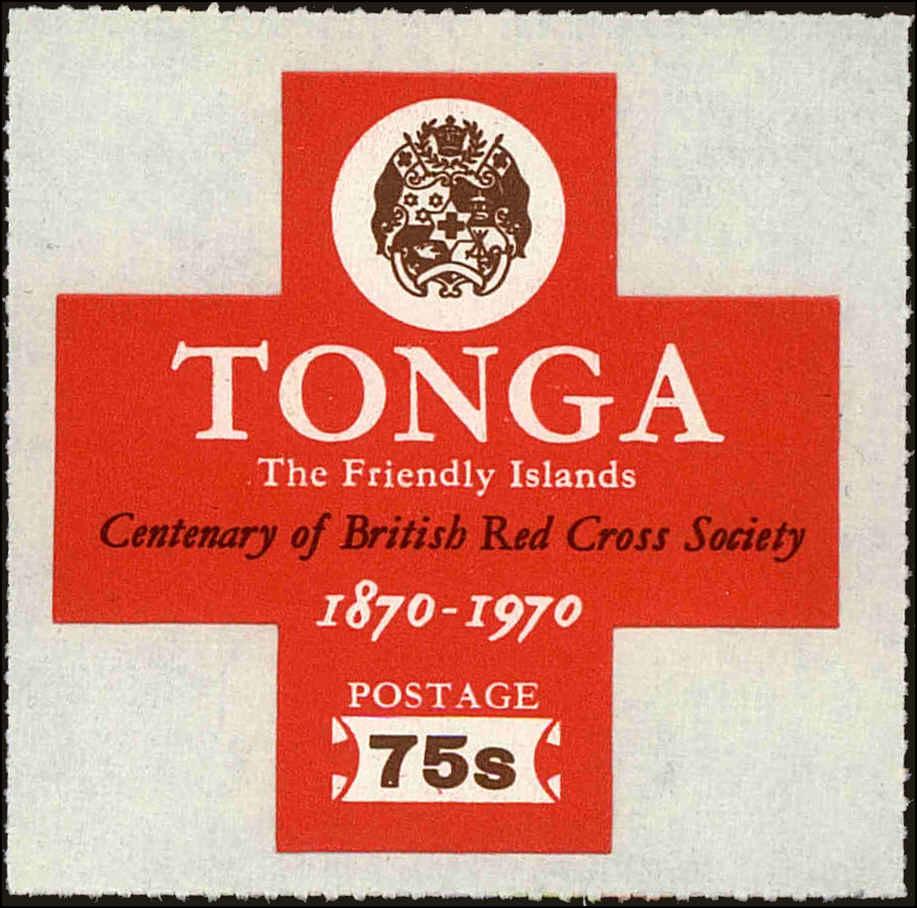 TONGA
The Friendly Islands
Centenary of British Red Cross Society
1870-1970
POSTAGE
75s